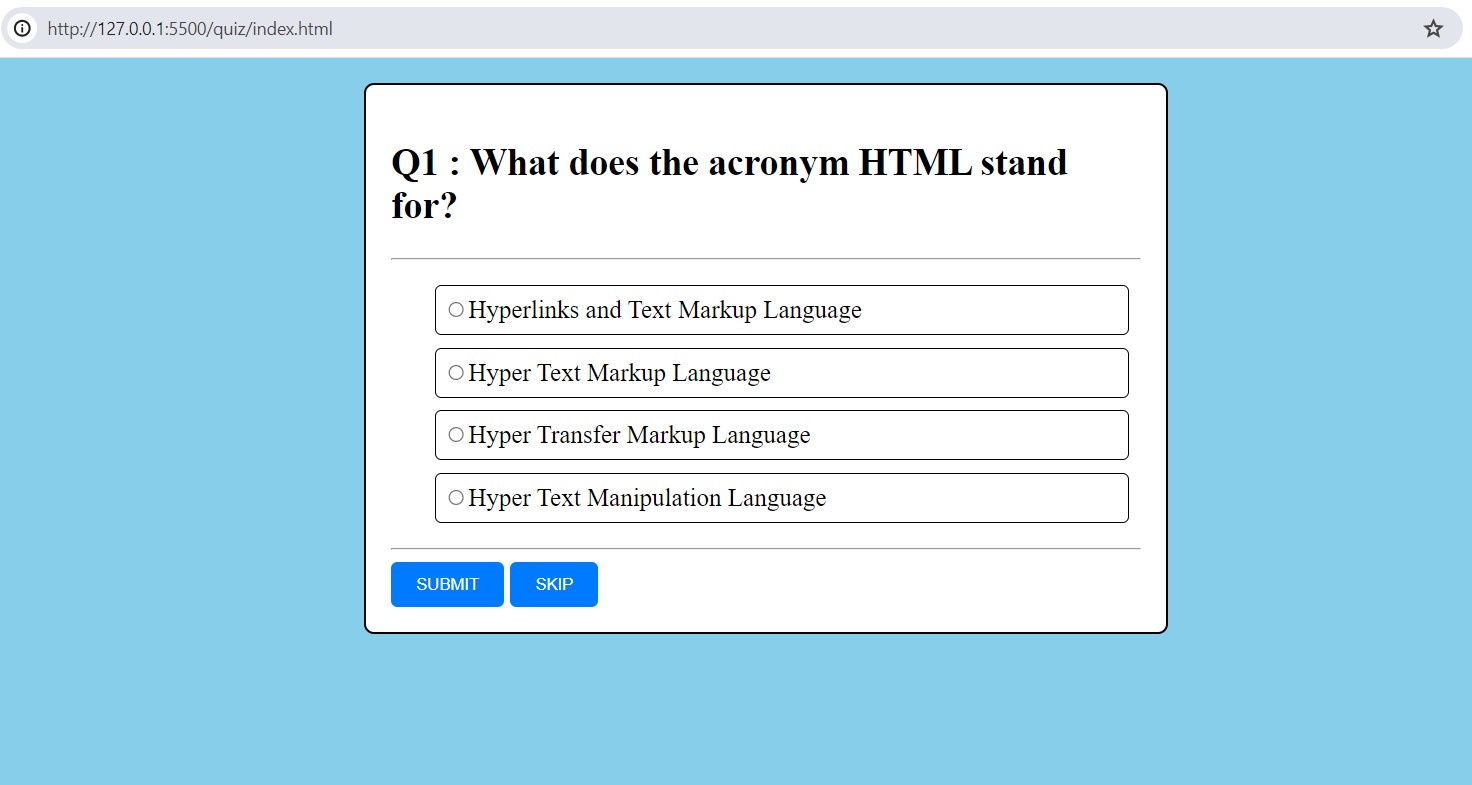 http://127.0.0.1:5500/quiz/index.html
Q1 : What does the acronym HTML stand
for?
Hyperlinks and Text Markup Language
Hyper Text Markup Language
Hyper Transfer Markup Language
Hyper Text Manipulation Language
SUBMIT SKIP